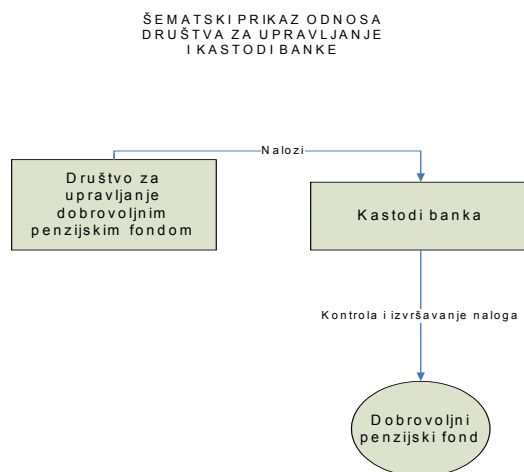 ŠEMATSKI PRIKAZ ODNOSA
DRUŠTVA ZA UPRAVLJANJE
I KASTODI BANKE
Nalozi
Društvo za
upravljanje
dobrovoljnim
penzijskim fondom
Kastodi banka
Kontrola i izvršavanje naloga
Dobrovoljni
penzijski fond